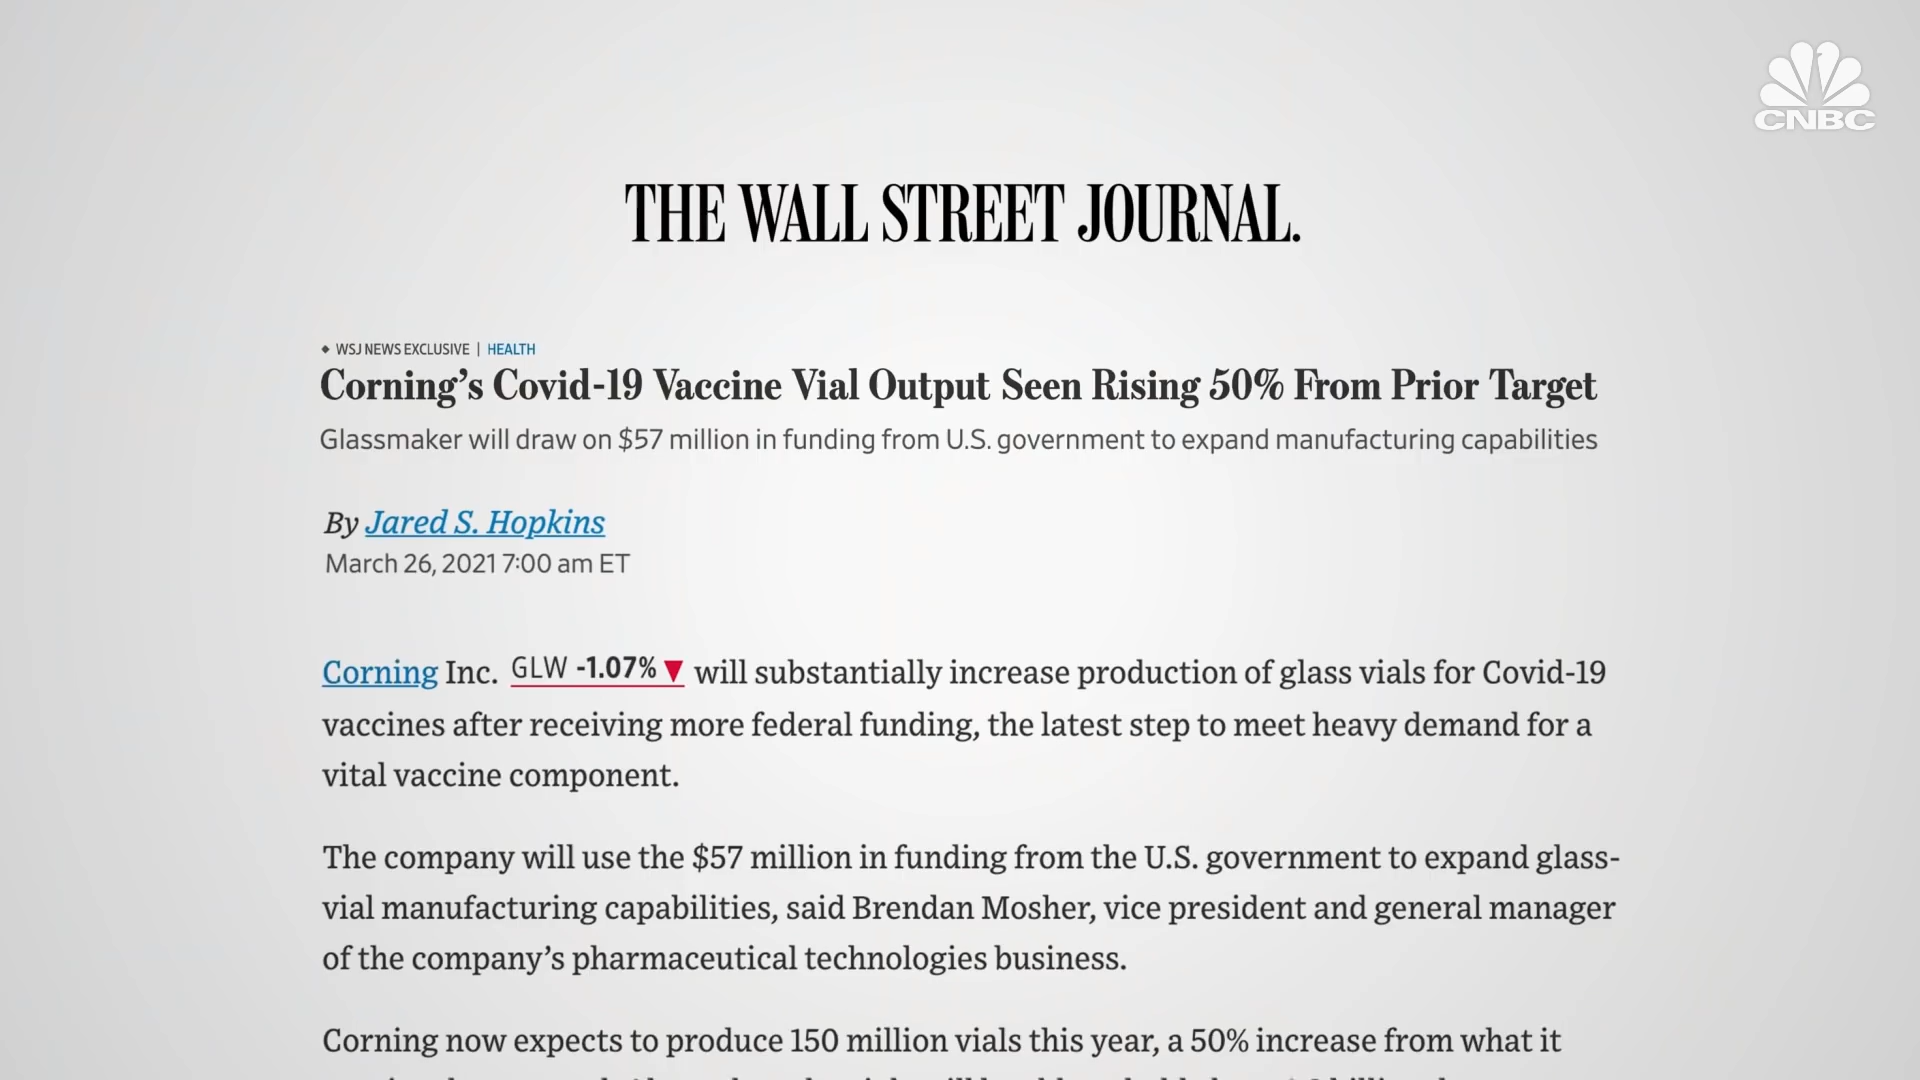 CNBC
THE WALL STREET JOURNAL.
◆ WSJ NEWS EXCLUSIVE | HEALTH
Corning’s Covid-19 Vaccine Vial Output Seen Rising 50% From Prior Target
Glassmaker will draw on $57 million in funding from U.S. government to expand manufacturing capabilities
By Jared S. Hopkins
March 26, 2021 7:00 am ET
Corning Inc. GLW -1.07% ▼ will substantially increase production of glass vials for Covid-19
vaccines after receiving more federal funding, the latest step to meet heavy demand for a
vital vaccine component.
The company will use the $57 million in funding from the U.S. government to expand glass-
vial manufacturing capabilities, said Brendan Mosher, vice president and general manager
of the company’s pharmaceutical technologies business.
Corning now expects to produce 150 million vials this year, a 50% increase from what it